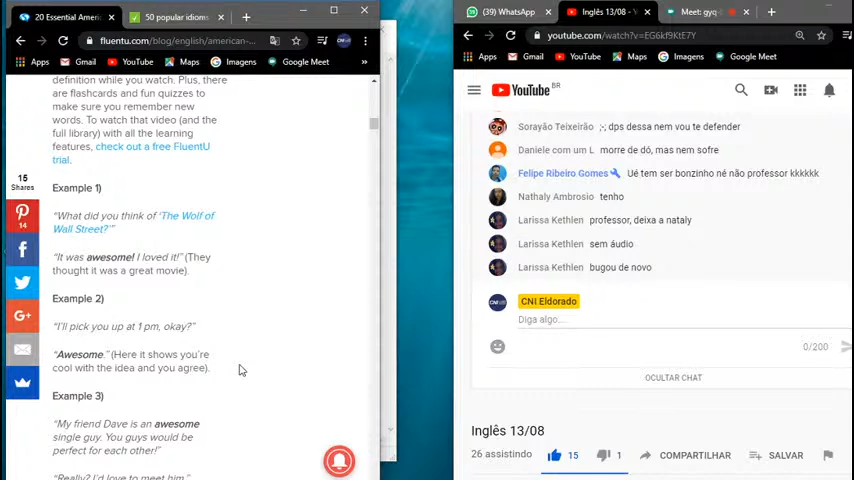 20 Essential Ameri
50 popular idioms
fluentu.com/blog/english/american-...
Apps
Gmail
YouTube
Maps
Imagens
Google Meet
»
definition while you watch. Plus, there
are flashcards and fun quizzes to
make sure you remember new
words. To watch that video (and the
full library) with all the learning
features, check out a free FluentU
trial.
15
Shares
14
Example 1)
“What did you think of ‘The Wolf of
Wall Street?’”
“It was awesome! I loved it!” (They
thought it was a great movie).
Example 2)
“I’ll pick you up at 1 pm, okay?”
“Awesome.” (Here it shows you’re
cool with the idea and you agree).
Example 3)
“My friend Dave is an awesome
single guy. You guys would be
perfect for each other!”
“Really? I’d love to meet him.”
(39) WhatsApp
Inglês 13/08 -
Meet: gyq-
youtube.com/watch?v=EG6kf9KtE7Y
Apps
Gmail
YouTube
Maps
Imagens
Google Meet
YouTube BR
Sorayão Teixeirão ;-; dps dessa nem vou te defender
Daniele com um L morre de dó, mas nem sofre
Felipe Ribeiro Gomes Ué tem ser bonzinho né não professor kkkkkk
Nathaly Ambrosio tenho
Larissa Kethlen professor, deixa a nataly
Larissa Kethlen sem áudio
Larissa Kethlen bugou de novo
CNI Eldorado
Diga algo...
0/200
OCULTAR CHAT
Inglês 13/08
26 assistindo
15
1
COMPARTILHAR
SALVAR